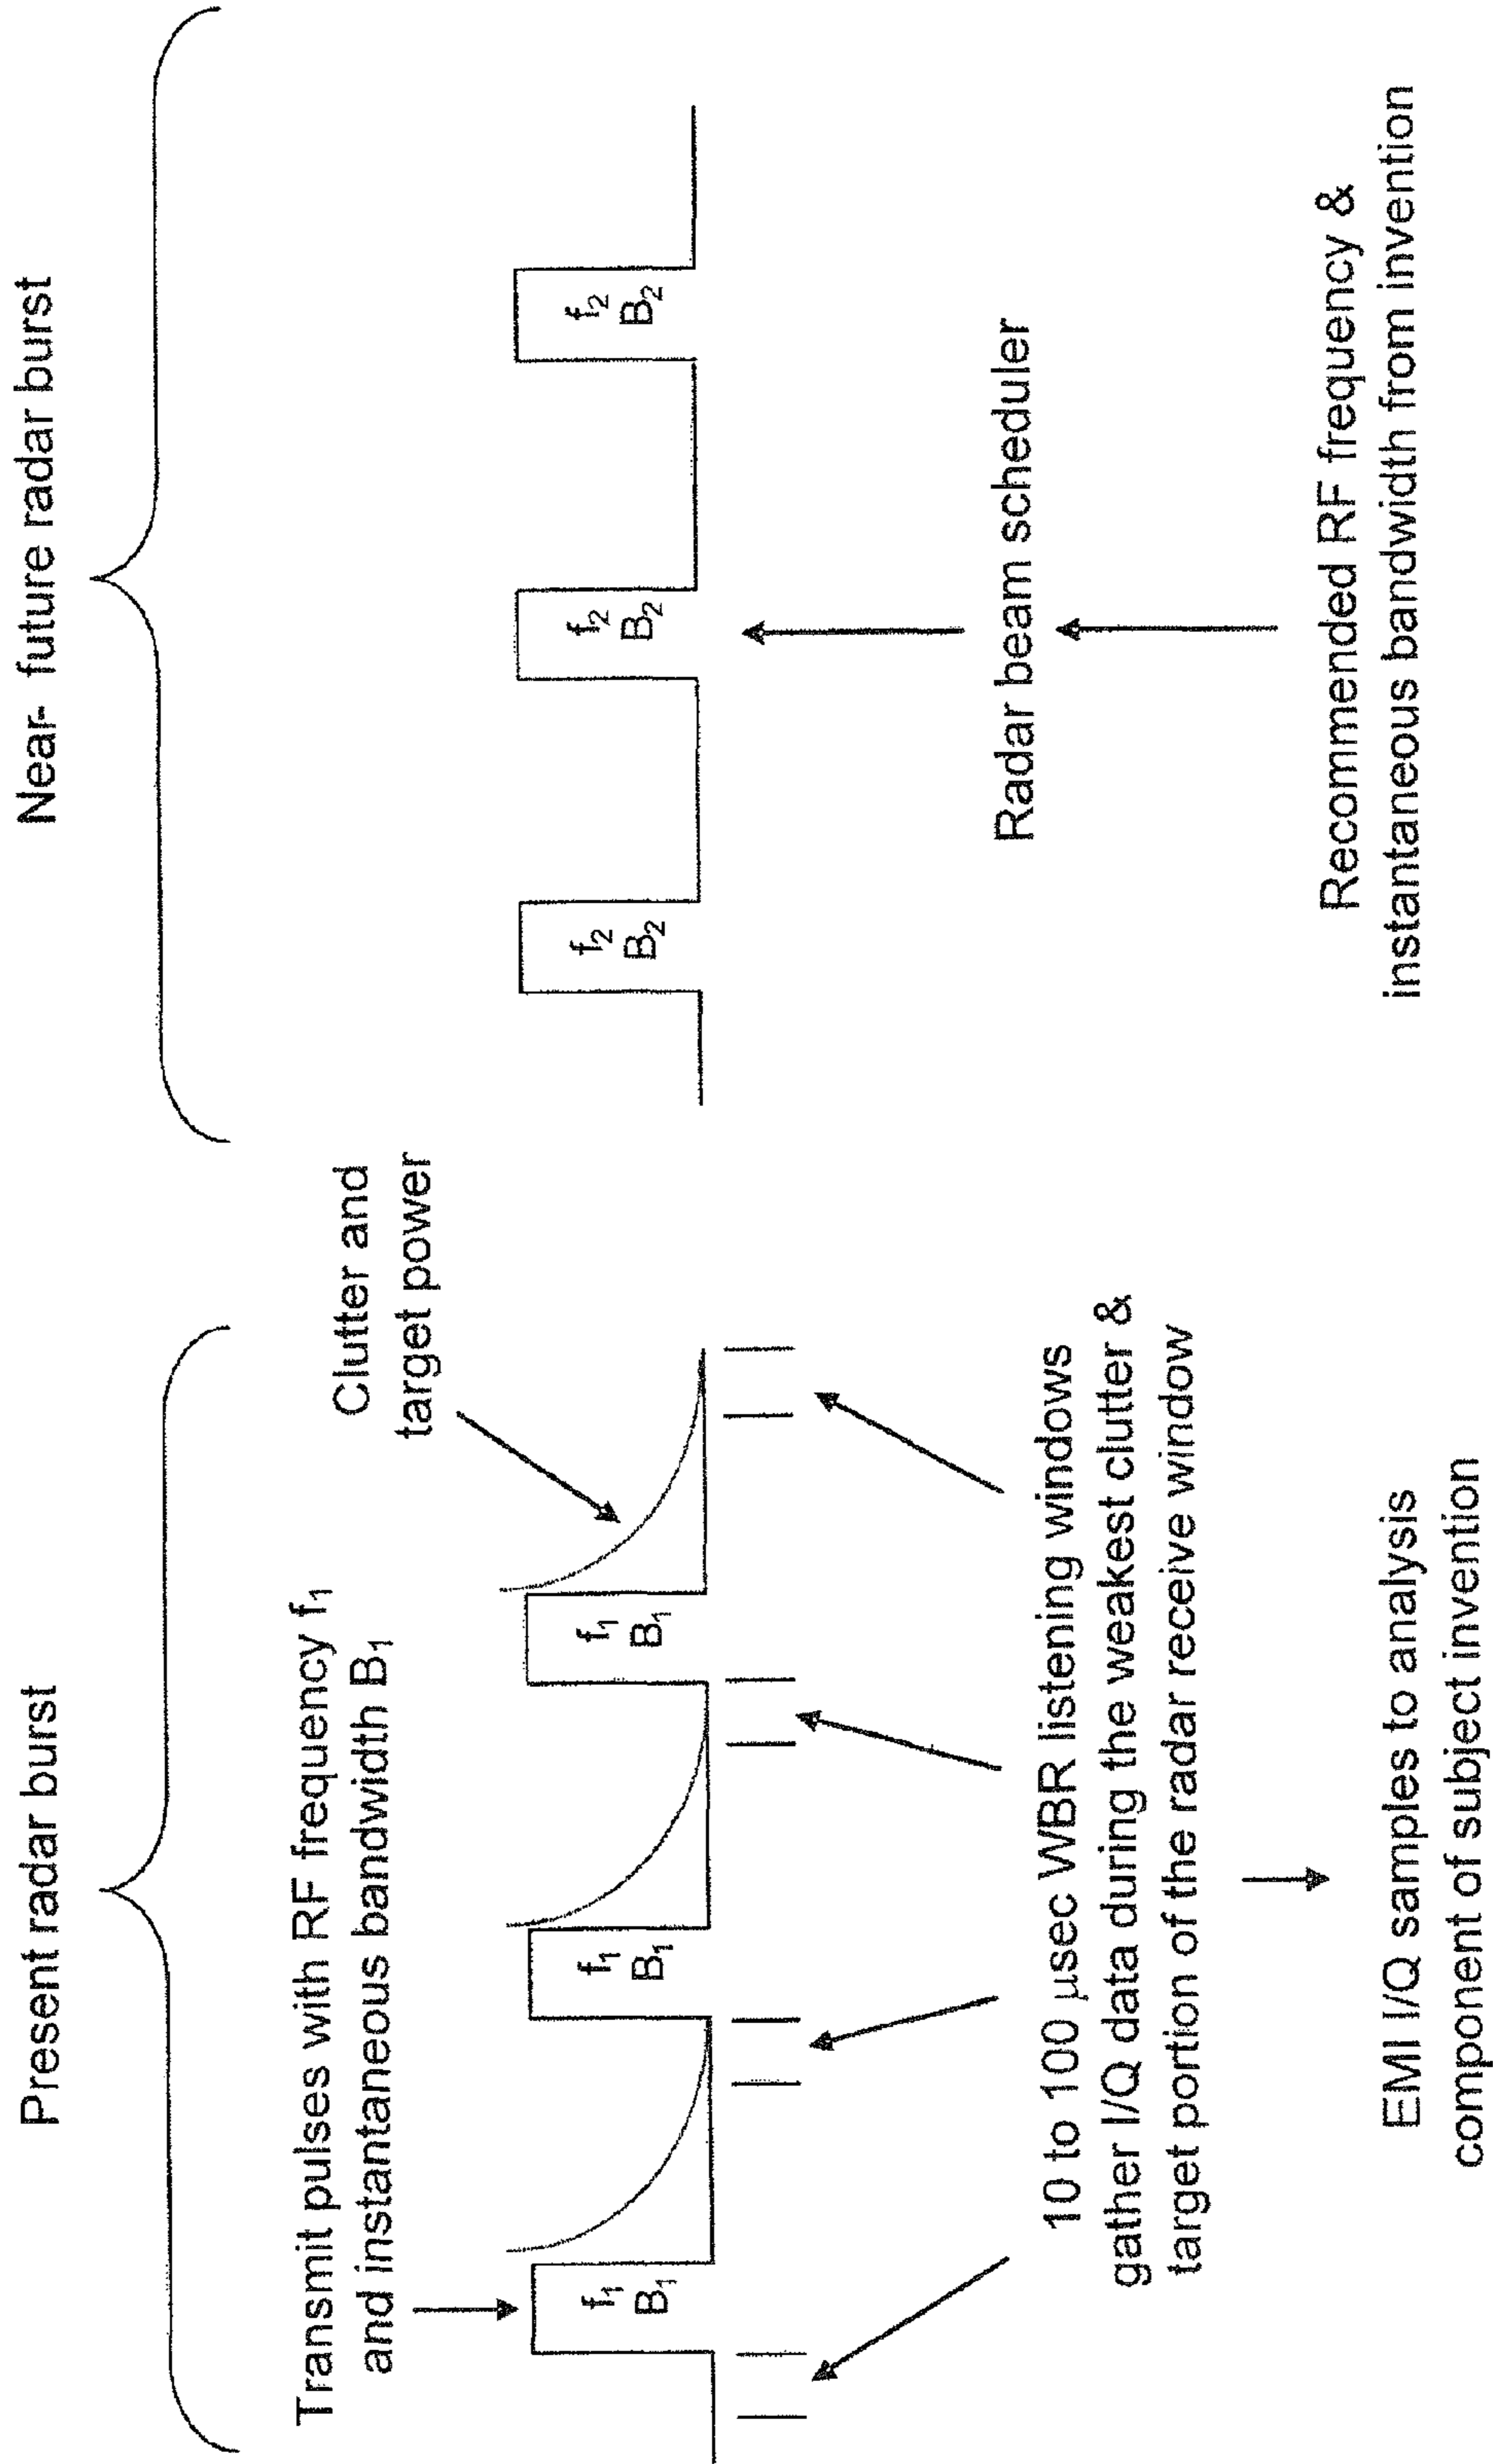 Present radar burst
Transmit pulses with RF frequency f₁
and instantaneous bandwidth B₁
Clutter and
target power
f₁
B₁
f₁
B₁
f₁
B₁
10 to 100 μsec WBR listening windows
gather I/Q data during the weakest clutter &
target portion of the radar receive window
EMI I/Q samples to analysis
component of subject invention
Near- future radar burst
f₂
B₂
f₂
B₂
f₂
B₂
Radar beam scheduler
Recommended RF frequency &
instantaneous bandwidth from invention